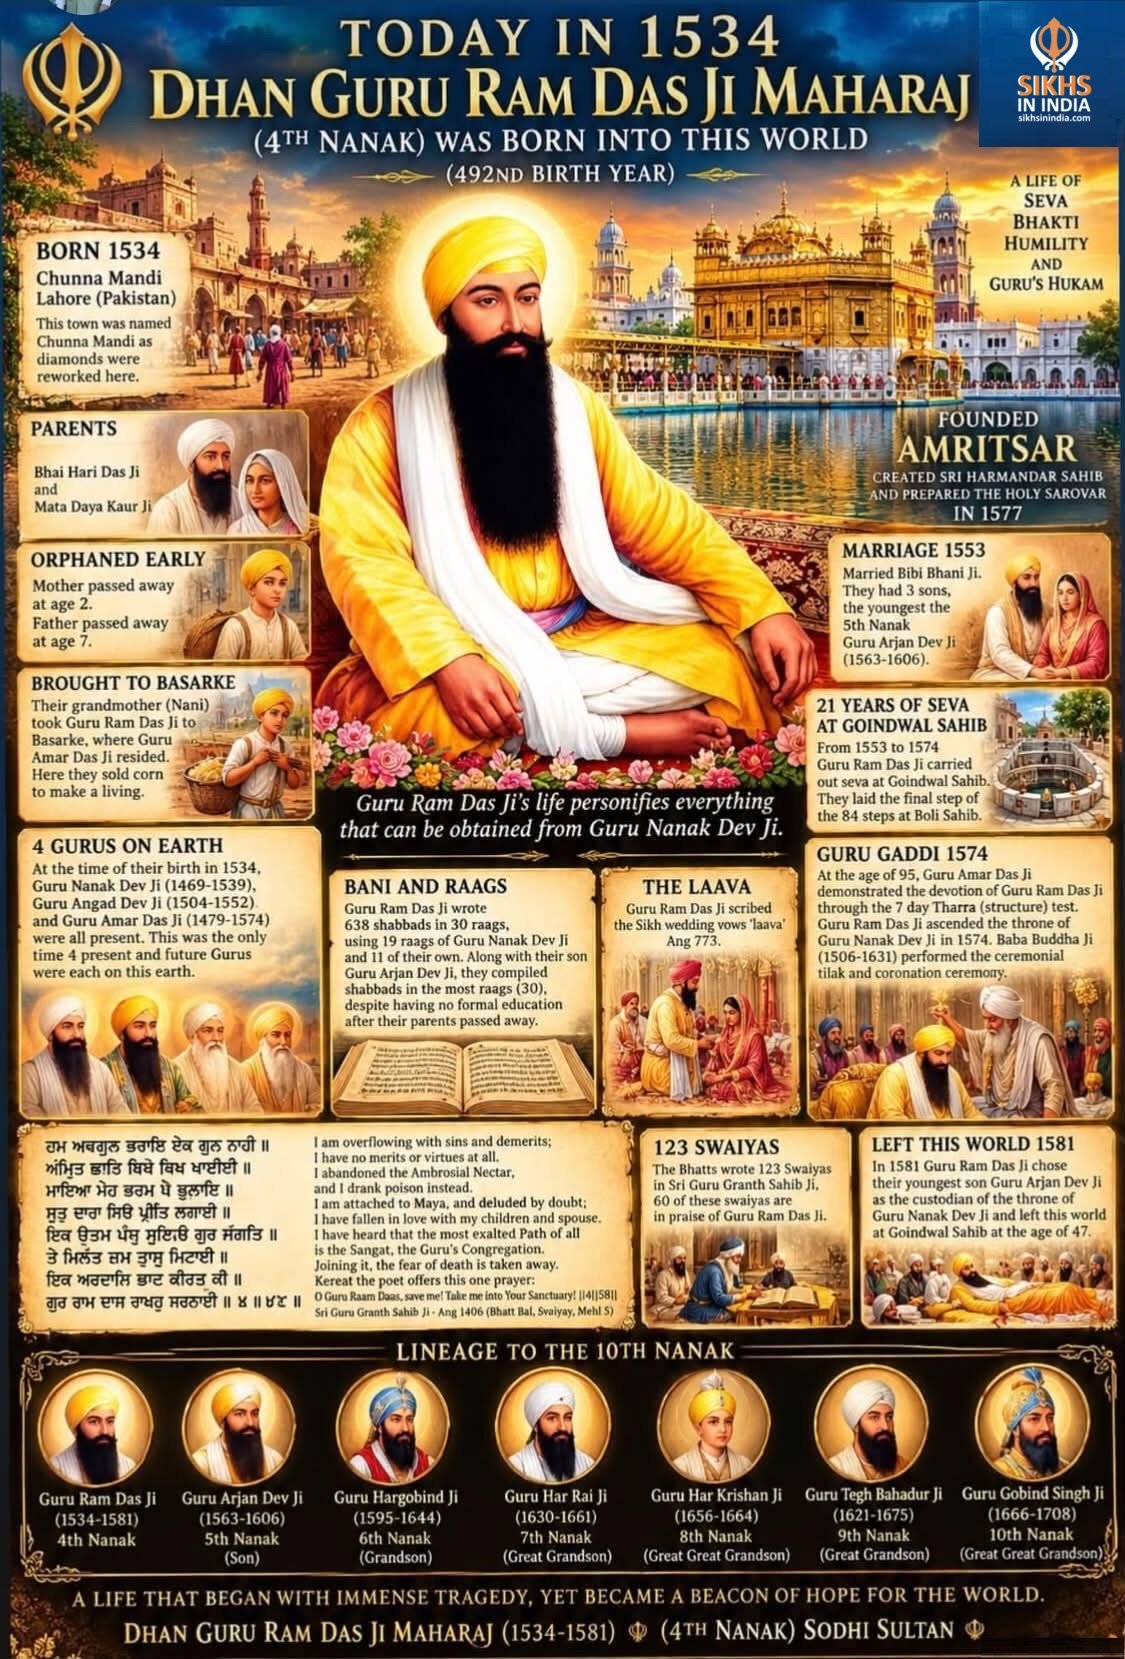 TODAY IN 1534
DHAN GURU RAM DAS JI MAHARAJ
(4TH NANAK) WAS BORN INTO THIS WORLD
(492ND BIRTH YEAR)
SIKHS
IN INDIA
sikhsinindia.com
A LIFE OF
SEVA
BHAKTI
HUMILITY
AND
GURU'S HUKAM
BORN 1534
Chunna Mandi
Lahore (Pakistan)
This town was named
Chunna Mandi as
diamonds were
reworked here.
PARENTS
Bhai Hari Das Ji
and
Mata Daya Kaur Ji
ORPHANED EARLY
Mother passed away
at age 2.
Father passed away
at age 7.
BROUGHT TO BASARKE
Their grandmother (Nani)
took Guru Ram Das Ji to
Basarke, where Guru
Amar Das Ji resided.
Here they sold corn
to make a living.
4 GURUS ON EARTH
At the time of their birth in 1534,
Guru Nanak Dev Ji (1469-1539),
Guru Angad Dev Ji (1504-1552)
and Guru Amar Das Ji (1479-1574)
were all present. This was the only
time 4 present and future Gurus
were each on this earth.
FOUNDED
AMRITSAR
CREATED SRI HARMANDAR SAHIB
AND PREPARED THE HOLY SAROVAR
IN 1577
MARRIAGE 1553
Married Bibi Bhani Ji.
They had 3 sons,
the youngest the
5th Nanak
Guru Arjan Dev Ji
(1563-1606).
21 YEARS OF SEVA
AT GOINDWAL SAHIB
From 1553 to 1574
Guru Ram Das Ji carried
out seva at Goindwal Sahib.
They laid the final step of
the 84 steps at Boli Sahib.
Guru Ram Das Ji's life personifies everything
that can be obtained from Guru Nanak Dev Ji.
BANI AND RAAGS
Guru Ram Das Ji wrote
638 shabbads in 30 raags,
using 19 raags of Guru Nanak Dev Ji
and 11 of their own. Along with their son
Guru Arjan Dev Ji, they compiled
shabbads in the most raags (30),
despite having no formal education
after their parents passed away.
THE LAAVA
Guru Ram Das Ji scribed
the Sikh wedding vows 'laava'
Ang 773.
GURU GADDI 1574
At the age of 95, Guru Amar Das Ji
demonstrated the devotion of Guru Ram Das Ji
through the 7 day Tharra (structure) test.
Guru Ram Das Ji ascended the throne of
Guru Nanak Dev Ji in 1574. Baba Buddha Ji
(1506-1631) performed the ceremonial
tilak and coronation ceremony.
ਹਮ ਅਥਗੁਲ ਭਰਾਇ ਏਕ ਗੁਨ ਨਾਹੀ ॥
ਅੰਮ੍ਰਿਤ ਛਾਤਿ ਬਿਬੇ ਬਿਖ ਖਾਈਈ ॥
ਮਾਇਆ ਮੇਹ ਭਰਮ ਪੈ ਭੁਲਾਇ ॥
ਸੁਤੁ ਦਾਰਾ ਸਿਓ ਪ੍ਰੀਤਿ ਲਗਾਈ ॥
ਇਕ ਉਤਮ ਪੰਥੁ ਸੁਣਿਓ ਗੁਰ ਸੰਗਤਿ ॥
ਤੇ ਮਿਲੰਤ ਜਮ ਤ੍ਰਾਸੁ ਮਿਟਾਈ ॥
ਇਕ ਅਰਦਾਸਿ ਭਾਟ ਕੀਰਤ ਕੀ ॥
ਗੁਰ ਰਾਮ ਦਾਸ ਰਾਖਹੁ ਸਰਨਾਈ ॥ ੪ ॥ ੪੮ ॥
I am overflowing with sins and demerits;
I have no merits or virtues at all.
I abandoned the Ambrosial Nectar,
and I drank poison instead.
I am attached to Maya, and deluded by doubt;
I have fallen in love with my children and spouse.
I have heard that the most exalted Path of all
is the Sangat, the Guru's Congregation.
Joining it, the fear of death is taken away.
Kereat the poet offers this one prayer:
O Guru Raam Daas, save me! Take me into Your Sanctuary! ||4||58||
Sri Guru Granth Sahib Ji - Ang 1406 (Bhatt Bal, Svaiyay, Mehl 5)
123 SWAIYAS
The Bhatts wrote 123 Swaiyas
in Sri Guru Granth Sahib Ji,
60 of these swaiyas are
in praise of Guru Ram Das Ji.
LEFT THIS WORLD 1581
In 1581 Guru Ram Das Ji chose
their youngest son Guru Arjan Dev Ji
as the custodian of the throne of
Guru Nanak Dev Ji and left this world
at Goindwal Sahib at the age of 47.
LINEAGE TO THE 10TH NANAK
Guru Ram Das Ji
(1534-1581)
4th Nanak
Guru Arjan Dev Ji
(1563-1606)
5th Nanak
(Son)
Guru Hargobind Ji
(1595-1644)
6th Nanak
(Grandson)
Guru Har Rai Ji
(1630-1661)
7th Nanak
(Great Grandson)
Guru Har Krishan Ji
(1656-1664)
8th Nanak
(Great Great Grandson)
Guru Tegh Bahadur Ji
(1621-1675)
9th Nanak
(Great Grandson)
Guru Gobind Singh Ji
(1666-1708)
10th Nanak
(Great Great Grandson)
A LIFE THAT BEGAN WITH IMMENSE TRAGEDY, YET BECAME A BEACON OF HOPE FOR THE WORLD.
DHAN GURU RAM DAS JI MAHARAJ (1534-1581) ☬ (4TH NANAK) SODHI SULTAN ☬